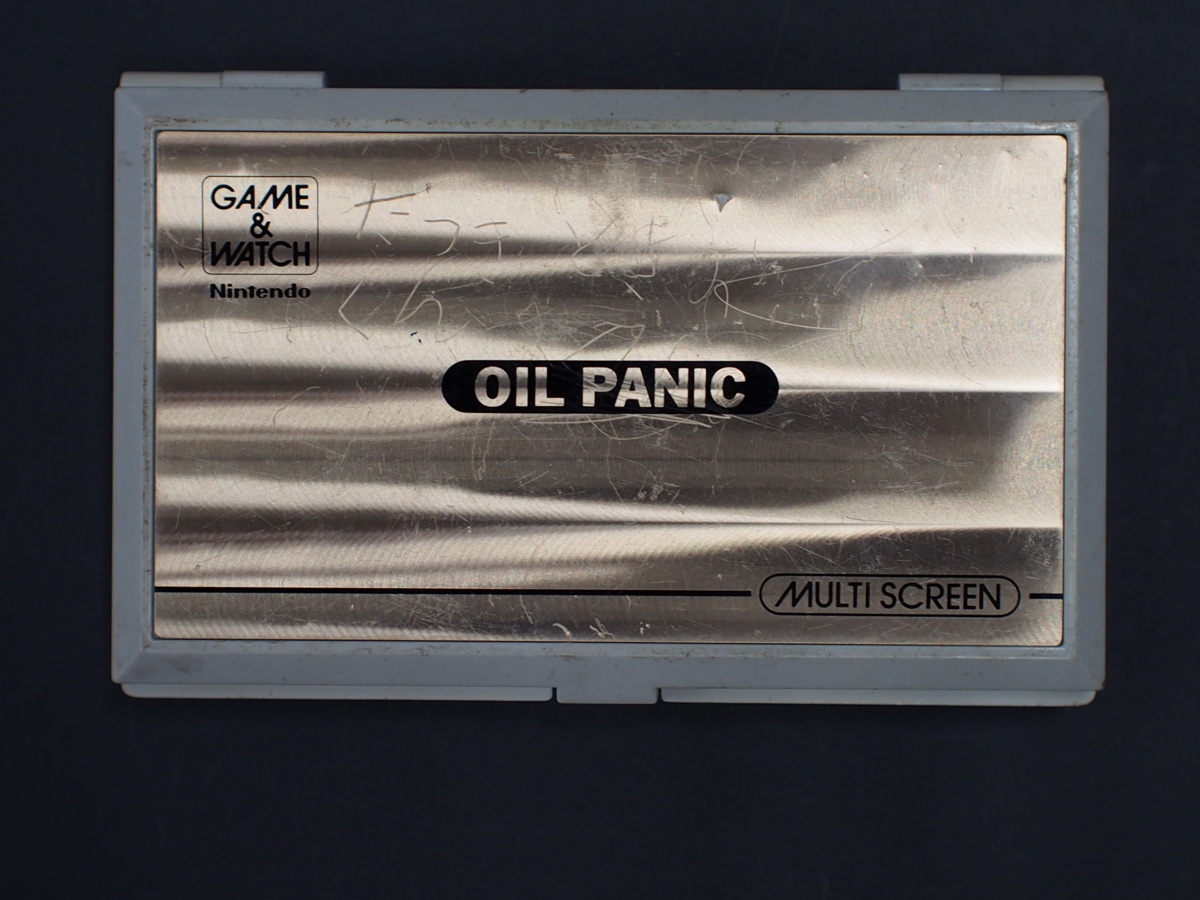 GAME
&
WATCH
Nintendo
OIL PANIC
MULTI SCREEN